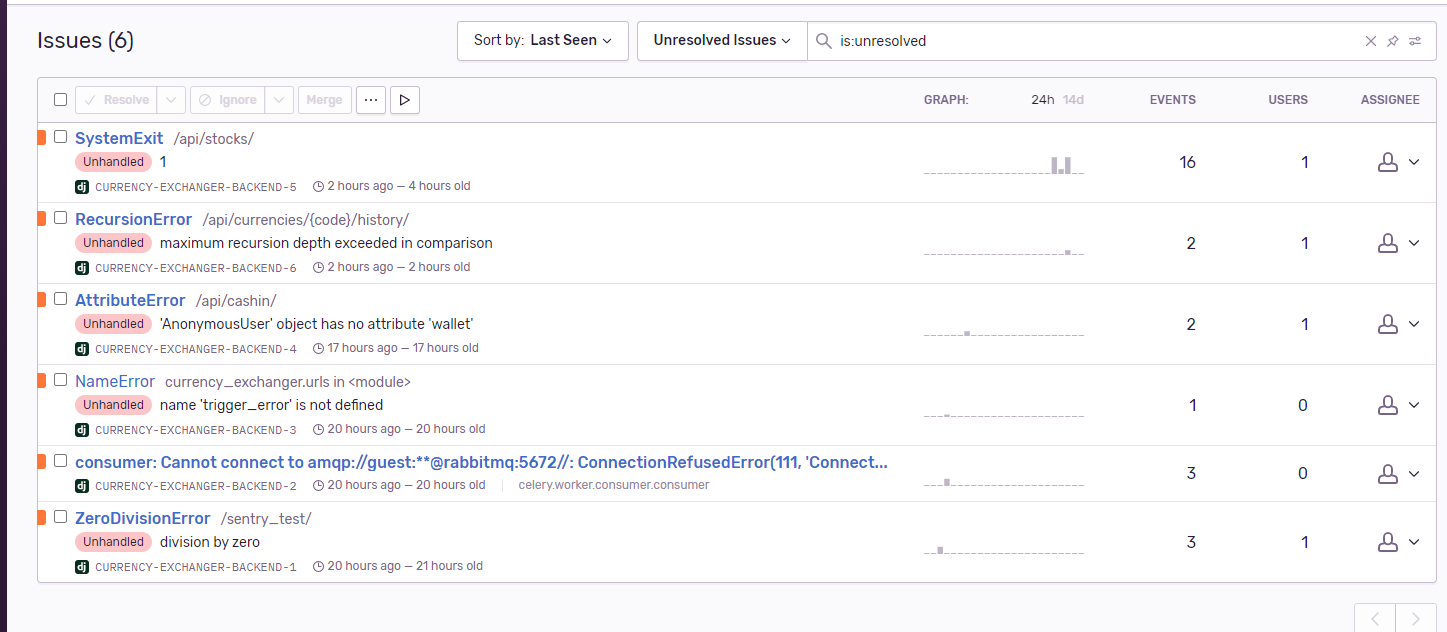 Issues (6)
Sort by: Last Seen
Unresolved Issues
is:unresolved
Resolve
Ignore
Merge
GRAPH:
24h 14d
EVENTS
USERS
ASSIGNEE
SystemExit /api/stocks/
Unhandled 1
dj CURRENCY-EXCHANGER-BACKEND-5 2 hours ago — 4 hours old
16
1
RecursionError /api/currencies/{code}/history/
Unhandled maximum recursion depth exceeded in comparison
dj CURRENCY-EXCHANGER-BACKEND-6 2 hours ago — 2 hours old
2
1
AttributeError /api/cashin/
Unhandled 'AnonymousUser' object has no attribute 'wallet'
dj CURRENCY-EXCHANGER-BACKEND-4 17 hours ago — 17 hours old
2
1
NameError currency_exchanger.urls in <module>
Unhandled name 'trigger_error' is not defined
dj CURRENCY-EXCHANGER-BACKEND-3 20 hours ago — 20 hours old
1
0
consumer: Cannot connect to amqp://guest:**@rabbitmq:5672//: ConnectionRefusedError(111, 'Connect...
dj CURRENCY-EXCHANGER-BACKEND-2 20 hours ago — 20 hours old celery.worker.consumer.consumer
3
0
ZeroDivisionError /sentry_test/
Unhandled division by zero
dj CURRENCY-EXCHANGER-BACKEND-1 20 hours ago — 21 hours old
3
1